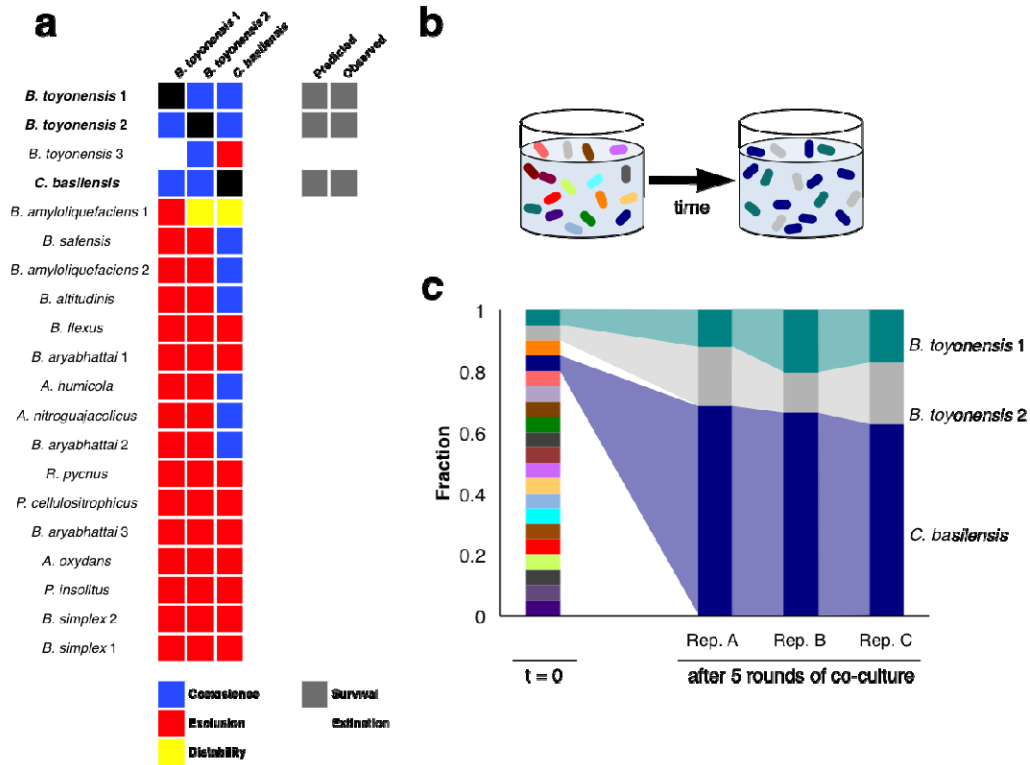 a
B. toyonensis 1
B. toyonensis 2
C. basilensis
Predicted
Observed
B. toyonensis 1
B. toyonensis 2
B. toyonensis 3
C. basilensis
B. amyloliquefaciens 1
B. safensis
B. amyloliquefaciens 2
B. altitudinis
B. flexus
B. aryabhattai 1
A. humicola
A. nitroguajacolicus
B. aryabhattai 2
R. pycnus
P. cellulositrophicus
B. aryabhattai 3
A. oxydans
P. insolitus
B. simplex 2
B. simplex 1
Coexistence
Exclusion
Bistability
Survival
Extinction
b
time
c
Fraction
1
0.8
0.6
0.4
0.2
0
B. toyonensis 1
B. toyonensis 2
C. basilensis
Rep. A
Rep. B
Rep. C
t = 0
after 5 rounds of co-culture